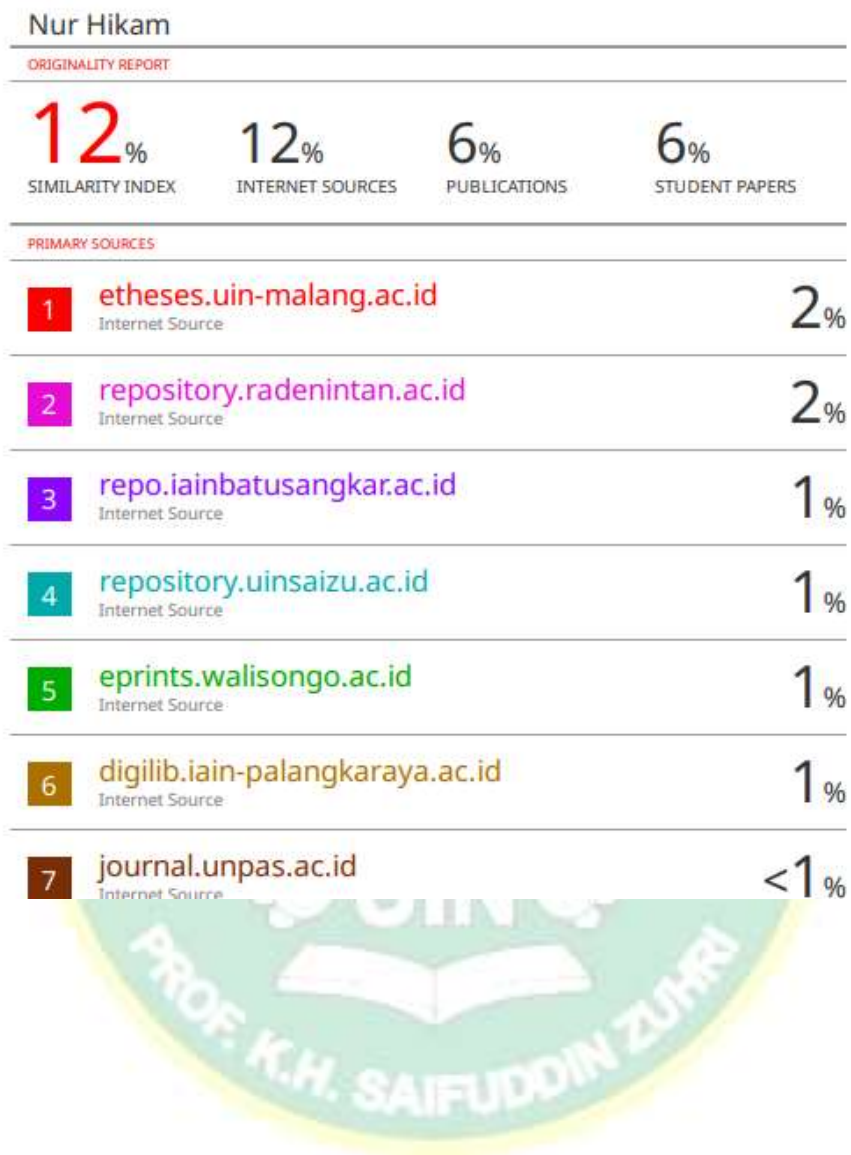 Nur Hikam
ORIGINALITY REPORT
12% 12% 6% 6%
SIMILARITY INDEX INTERNET SOURCES PUBLICATIONS STUDENT PAPERS
PRIMARY SOURCES
1 etheses.uin-malang.ac.id 2%
Internet Source
2 repository.radenintan.ac.id 2%
Internet Source
3 repo.iainbatusangkar.ac.id 1%
Internet Source
4 repository.uinsaizu.ac.id 1%
Internet Source
5 eprints.walisongo.ac.id 1%
Internet Source
6 digilib.iain-palangkaraya.ac.id 1%
Internet Source
7 journal.unpas.ac.id <1%
Internet Source
UIN
PROF. K.H. SAIFUDDIN ZUHRI